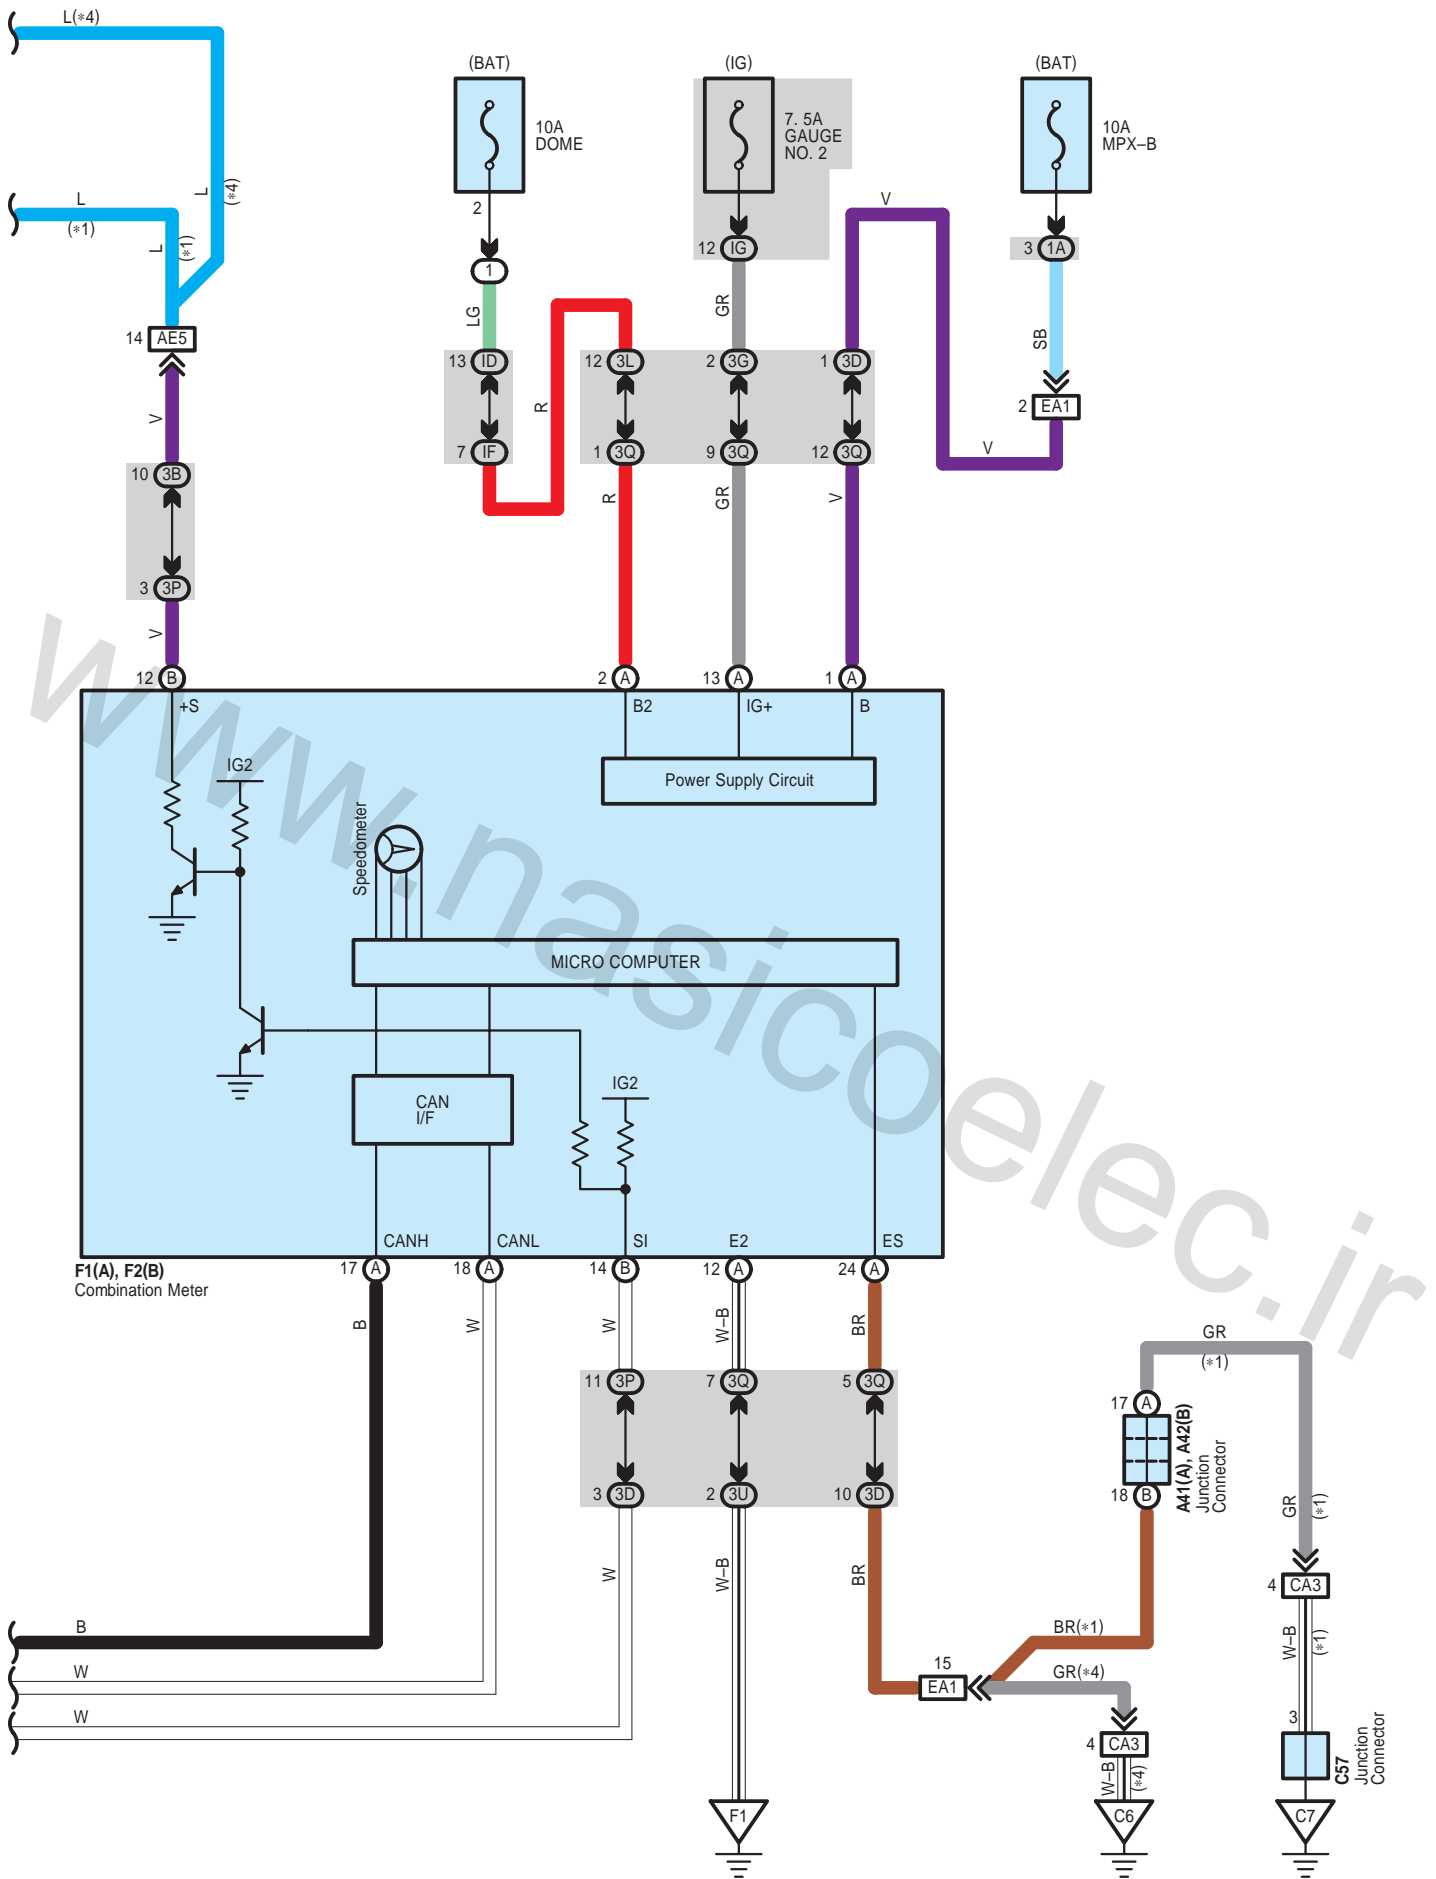 L(*4)
(BAT)
(IG)
(BAT)
10A
DOME
7. 5A
GAUGE
NO. 2
10A
MPX–B
L
(*1)
L
(*1)
L
(*4)
2
1
12 IG
V
3 1A
LG
GR
SB
14 AE5
13 ID
12 3L
2 3G
1 3D
2 EA1
V
R
7 IF
1 3Q
9 3Q
12 3Q
V
10 3B
R
GR
V
3 3P
V
12 B
2 A
13 A
1 A
+S
B2
IG+
B
IG2
Power Supply Circuit
Speedometer
MICRO COMPUTER
CAN
I/F
IG2
CANH
CANL
SI
E2
ES
F1(A), F2(B)
Combination Meter
17 A
18 A
14 B
12 A
24 A
B
W
W
W–B
BR
GR
(*1)
11 3P
7 3Q
5 3Q
17 A
A41(A), A42(B)
Junction
Connector
18 B
3 3D
2 3U
10 3D
GR
(*1)
W
W–B
BR
4 CA3
B
W
W
BR(*1)
15
EA1
GR(*4)
W–B
(*1)
4 CA3
3
C57
Junction
Connector
W–B
(*4)
F1
C6
C7
www.nasicoelec.ir